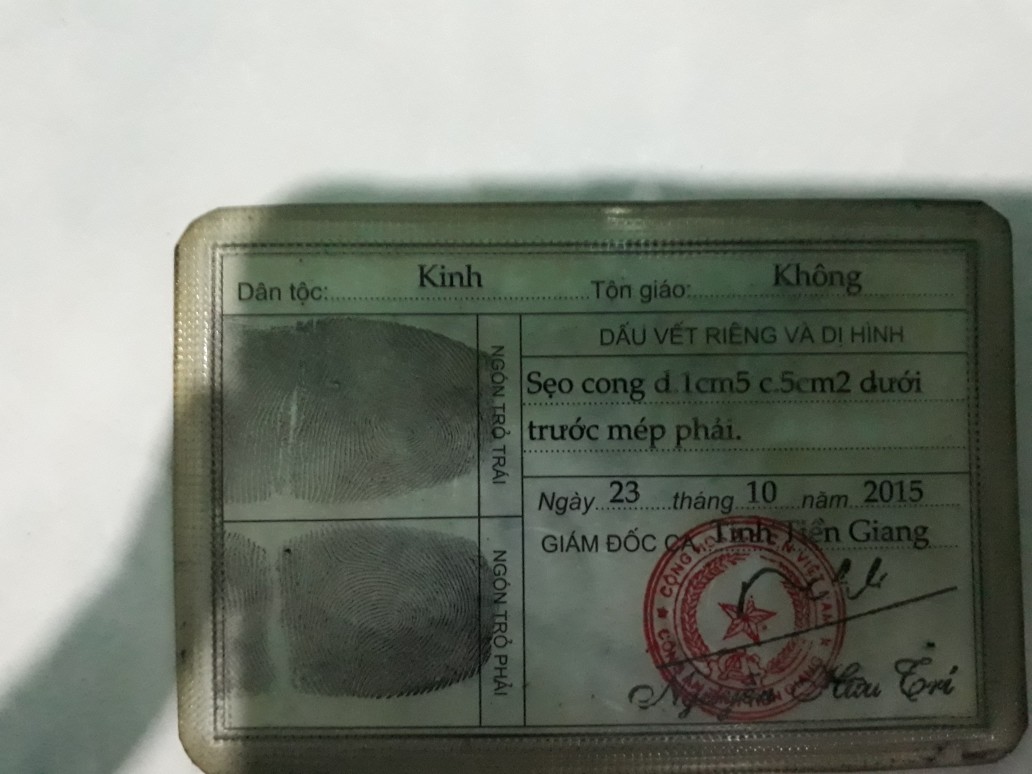 Dân tộc: Kinh Tôn giáo: Không
NGÓN TRỎ TRÁI
DẤU VẾT RIÊNG VÀ DỊ HÌNH
Sẹo cong d.1cm5 c.5cm2 dưới
trước mép phải.
Ngày 23 tháng 10 năm 2015
GIÁM ĐỐC CA Tỉnh Tiền Giang
NGÓN TRỎ PHẢI
Nguyễn Hữu Trí